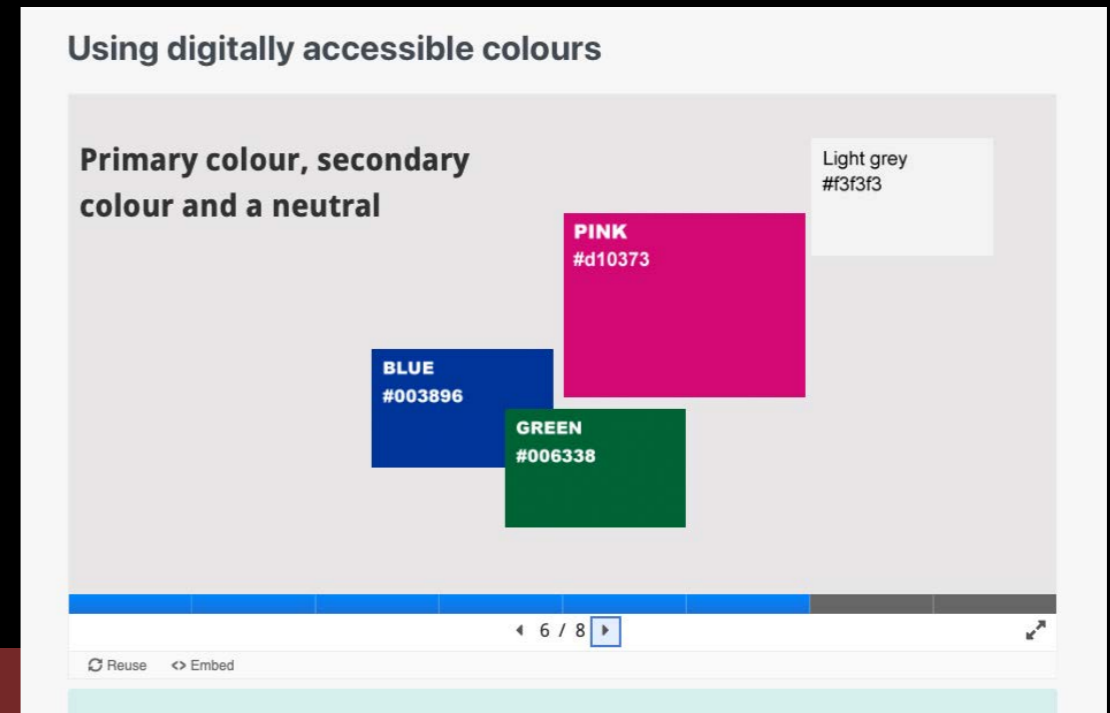 Using digitally accessible colours
Primary colour, secondary
colour and a neutral
Light grey
#f3f3f3
PINK
#d10373
BLUE
#003896
GREEN
#006338
6 / 8
Reuse <> Embed